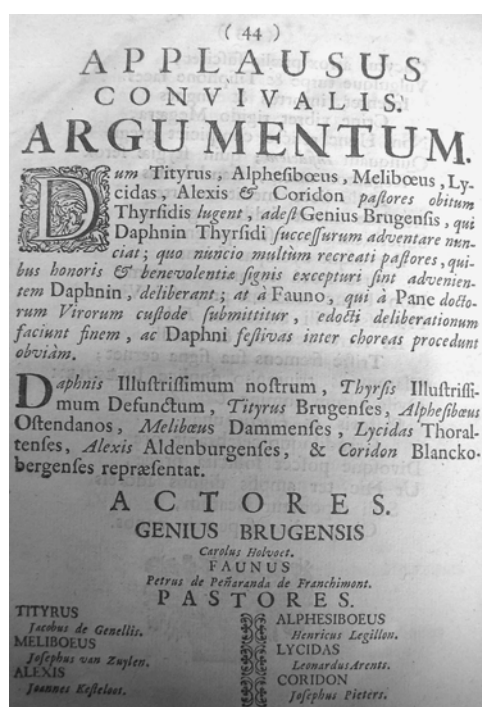 ( 44 )
APPLAUSUS
CONVIVALIS.
ARGUMENTUM.
Dum Tityrus, Alphesibœus, Melibœus, Ly-
cidas, Alexis & Coridon paſtores obitum
Thyrſidis lugent, adeſt Genius Brugenſis, qui
Daphnin Thyrſidi ſucceſſurum adventare nun-
ciat; quo nuncio multùm recreati paſtores, qui-
bus honoris & benevolentiæ ſignis excepturi ſint advenien-
tem Daphnin, deliberant; at à Fauno, qui à Pane docto-
rum Virorum cuſtode ſubmittitur, edocti deliberationum
faciunt finem, ac Daphni feſtivas inter choreas procedunt
obviàm.
Daphnis Illuſtriſſimum noſtrum, Thyrſis Illuſtriſſi-
mum Defunctum, Tityrus Brugenſes, Alpheſibœus
Oſtendanos, Melibœus Dammenſes, Lycidas Thoral-
tenſes, Alexis Aldenburgenſes, & Coridon Blancko-
bergenſes repræſentat.
ACTORES.
GENIUS BRUGENSIS
Carolus Holvoet.
FAUNUS
Petrus de Peñaranda de Franchimont.
PASTORES.
TITYRUS
Jacobus de Genellis.
MELIBOEUS
Joſephus van Zuylen.
ALEXIS
Joannes Keſteloot.
ALPHESIBOEUS
Henricus Legillon.
LYCIDAS
Leonardus Arents.
CORIDON
Joſephus Pieters.